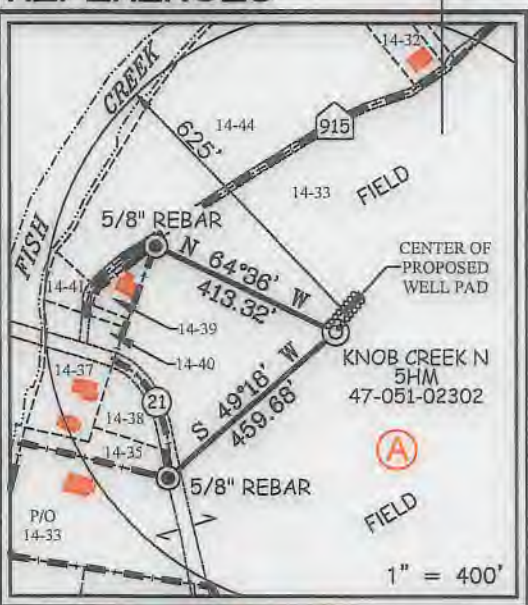 REFERENCES
14-32
CREEK
625'
14-44
915
14-33
FIELD
5/8" REBAR
FISH
N 64°36' W
413.32'
CENTER OF
PROPOSED
WELL PAD
14-41
14-39
14-40
KNOB CREEK N
5HM
47-051-02302
14-37
21
S 49°16' W
459.68'
14-38
14-35
A
5/8" REBAR
P/O
14-33
FIELD
1" = 400'